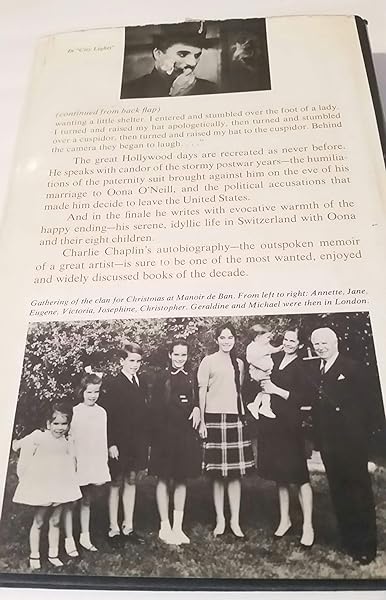 In "City Lights"
(continued from back flap)
wanting a little shelter. I entered and stumbled over the foot of a lady.
I turned and raised my hat apologetically, then turned and stumbled
over a cuspidor, then turned and raised my hat to the cuspidor. Behind
the camera they began to laugh. . . ."
The great Hollywood days are recreated as never before.
He speaks with candor of the stormy postwar years—the humilia-
tions of the paternity suit brought against him on the eve of his
marriage to Oona O'Neill, and the political accusations that
made him decide to leave the United States.
And in the finale he writes with evocative warmth of the
happy ending—his serene, idyllic life in Switzerland with Oona
and their eight children.
Charlie Chaplin's autobiography—the outspoken memoir
of a great artist—is sure to be one of the most wanted, enjoyed
and widely discussed books of the decade.
Gathering of the clan for Christmas at Manoir de Ban. From left to right: Annette, Jane,
Eugene, Victoria, Josephine, Christopher. Geraldine and Michael were then in London.